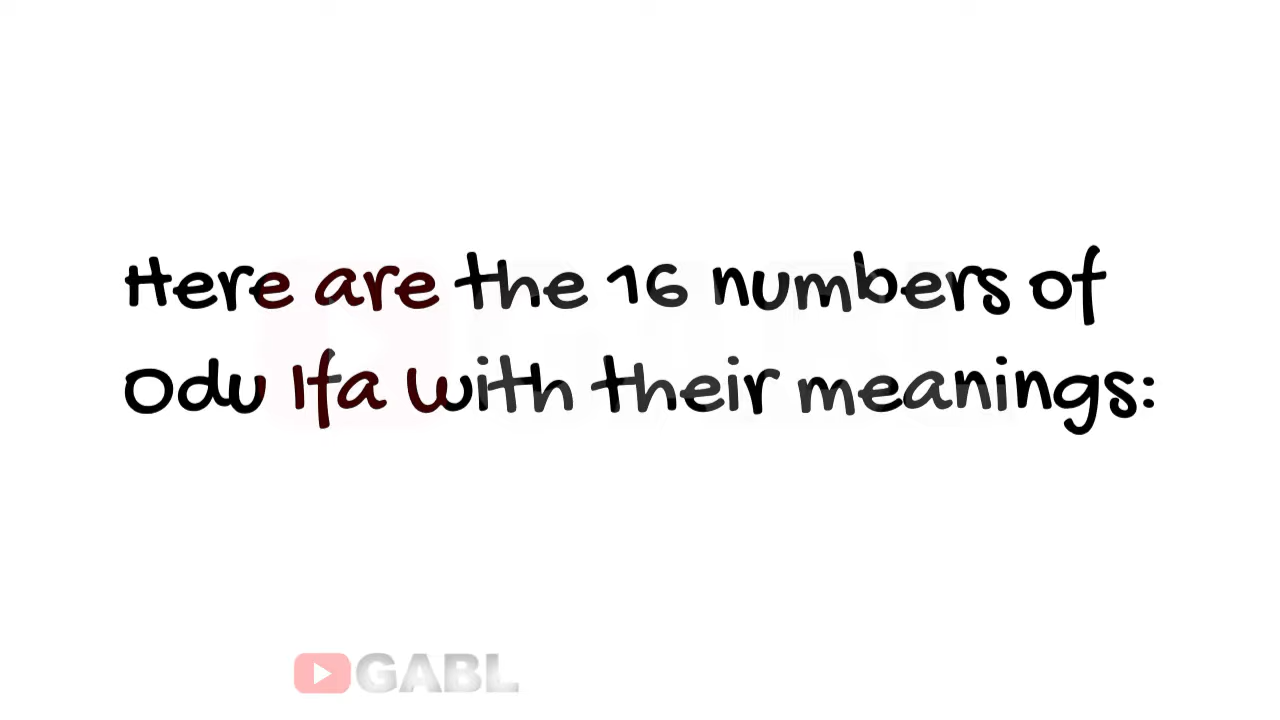 Here are the 16 numbers of
Odu Ifa with their meanings:
GABL